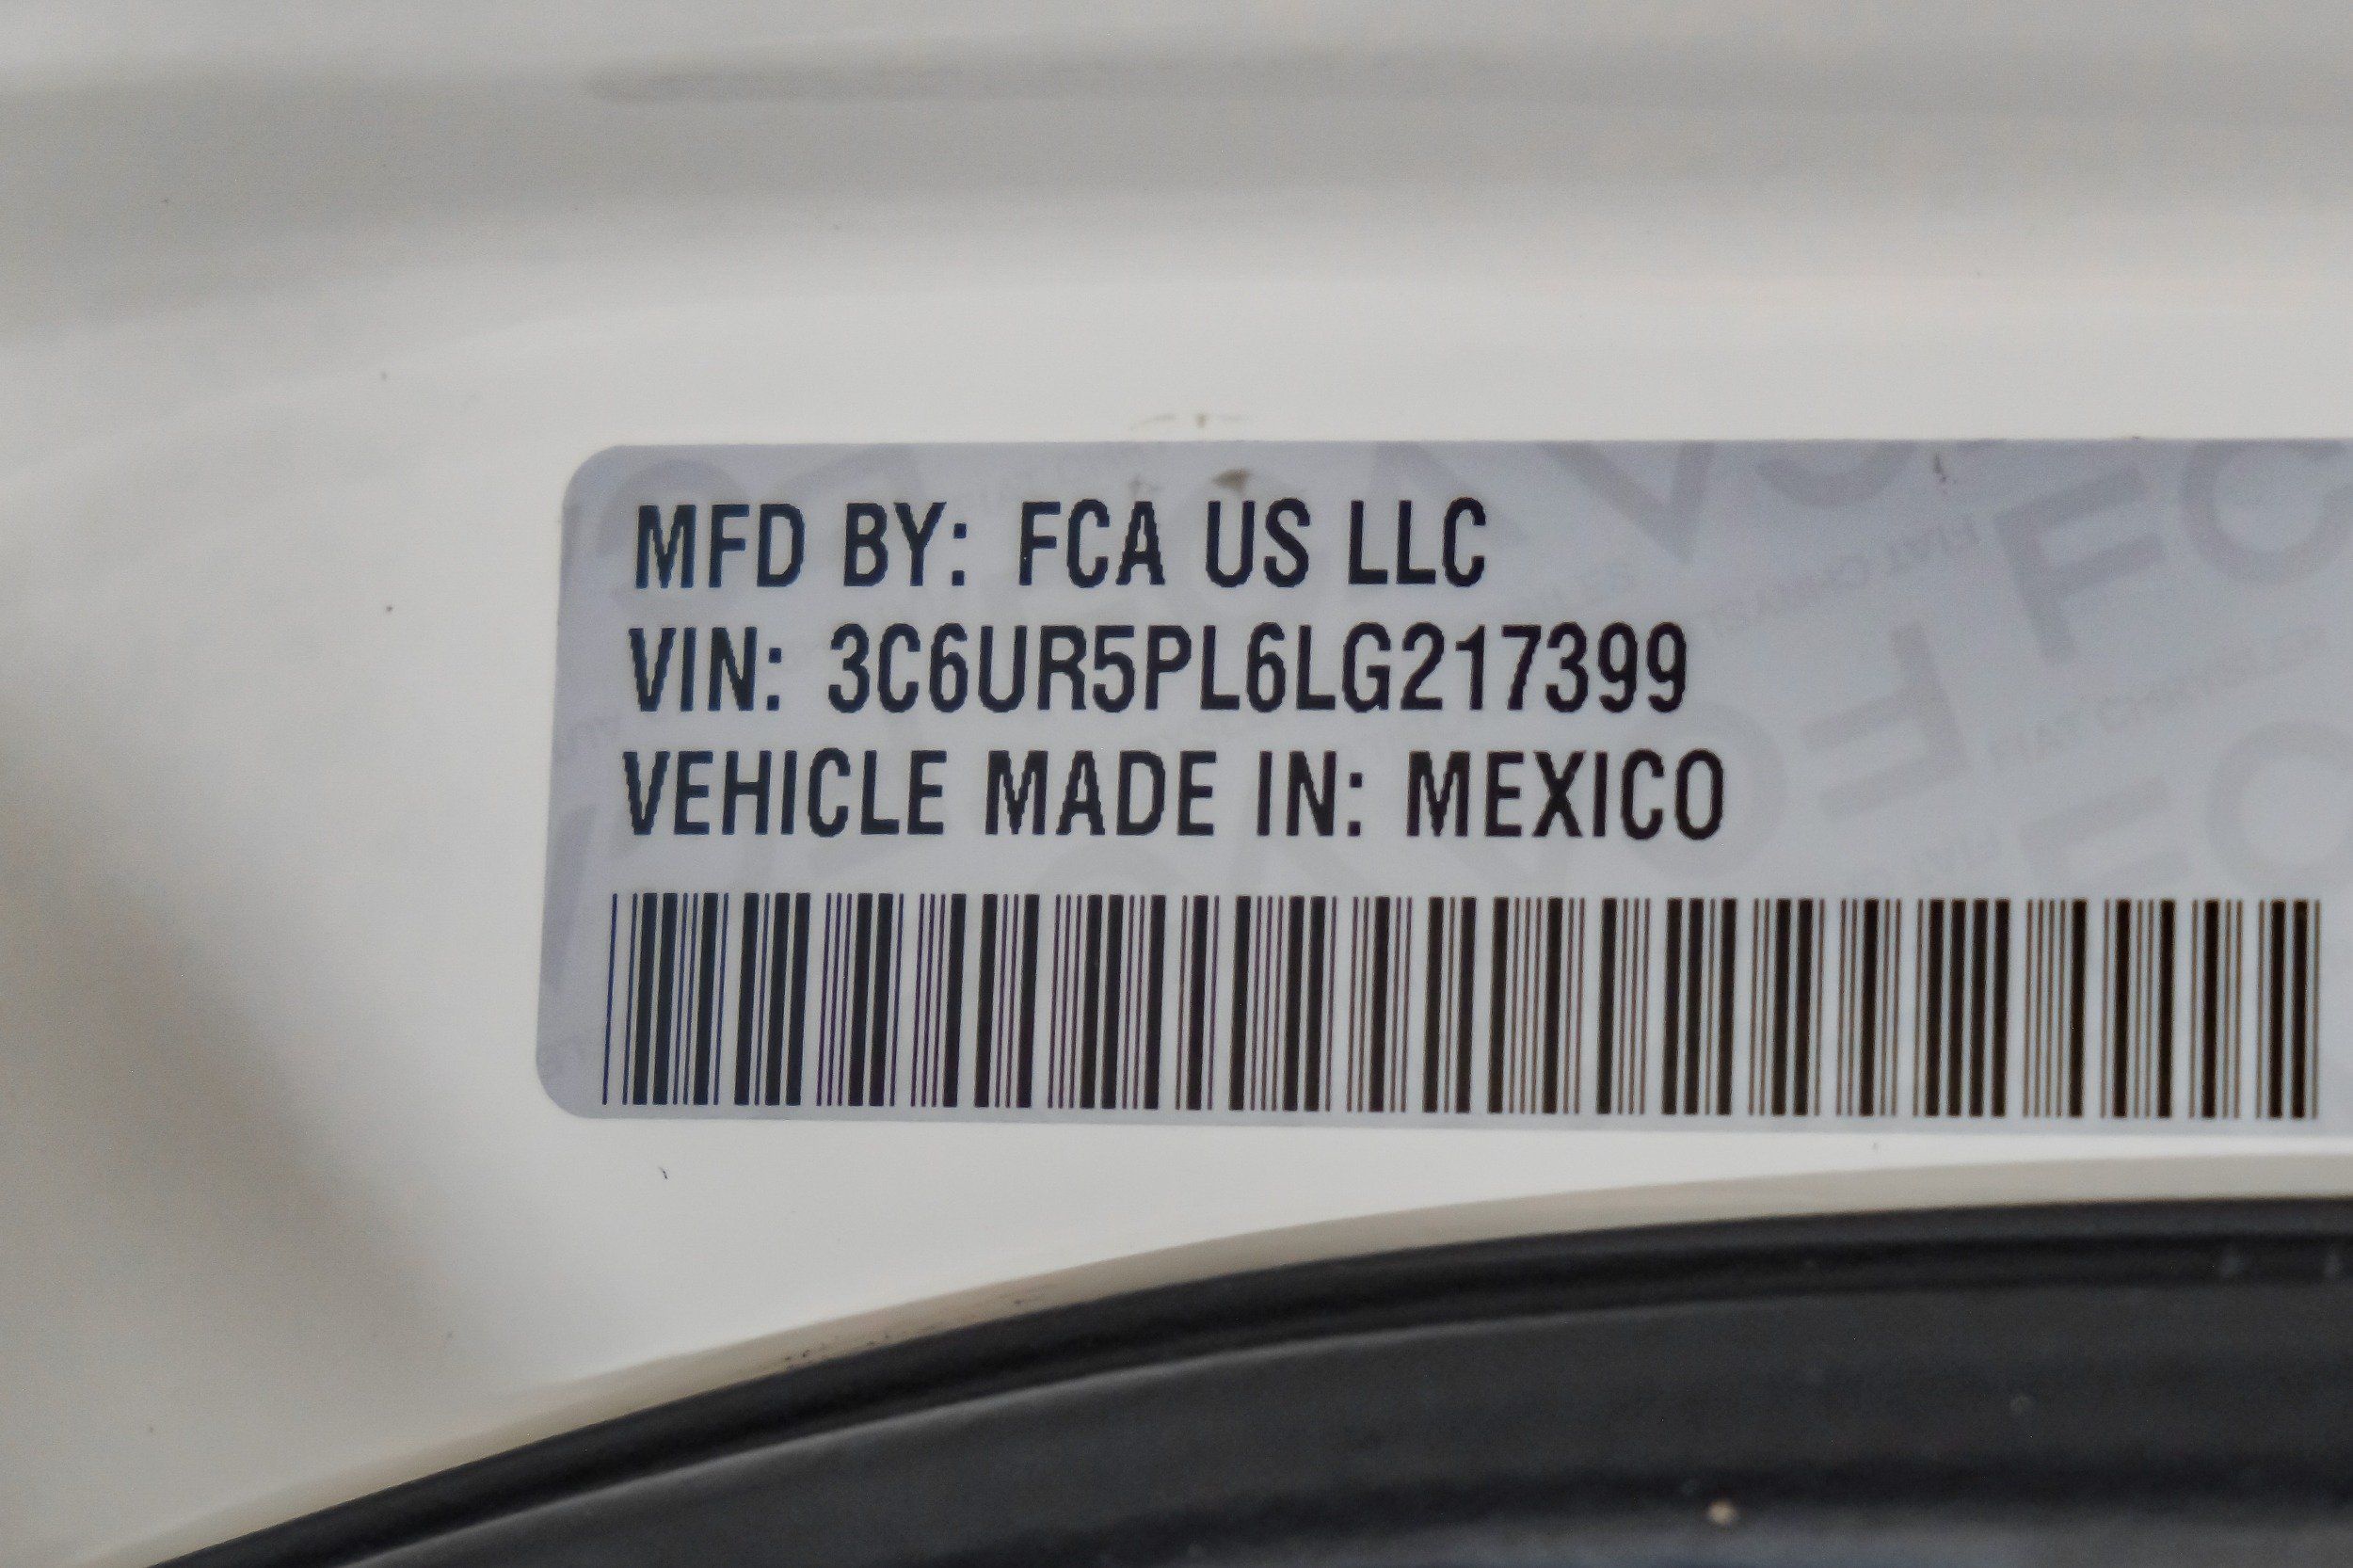 MFD BY: FCA US LLC
VIN: 3C6UR5PL6LG217399
VEHICLE MADE IN: MEXICO